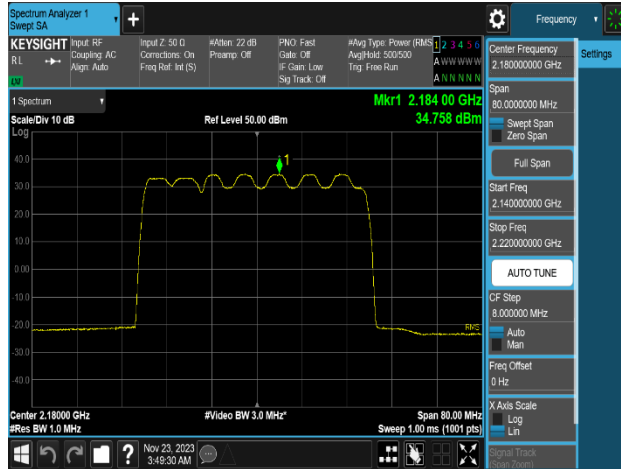 Spectrum Analyzer 1
Swept SA
+
Frequency
KEYSIGHT
Input: RF
Input Z: 50 Ω
#Atten: 22 dB
PNO: Fast
#Avg Type: Power (RMS
1 2 3 4 5 6
R L
Coupling: AC
Corrections: On
Preamp: Off
Gate: Off
Avg|Hold: 500/500
A W W W W W
Align: Auto
Freq Ref: Int (S)
IF Gain: Low
Trig: Free Run
Sig Track: Off
A N N N N N
1 Spectrum
Scale/Div 10 dB
Ref Level 50.00 dBm
Mkr1 2.184 00 GHz
34.758 dBm
Log
40.0
1
30.0
20.0
10.0
0.00
-10.0
-20.0
RMS
-30.0
-40.0
Center 2.18000 GHz
#Video BW 3.0 MHz*
Span 80.00 MHz
#Res BW 1.0 MHz
Sweep 1.00 ms (1001 pts)
Center Frequency
2.180000000 GHz
Settings
Span
80.0000000 MHz
Swept Span
Zero Span
Full Span
Start Freq
2.140000000 GHz
Stop Freq
2.220000000 GHz
AUTO TUNE
CF Step
8.000000 MHz
Auto
Man
Freq Offset
0 Hz
X Axis Scale
Log
Lin
Signal Track
(Span Zoom)
?
Nov 23, 2023
3:49:30 AM